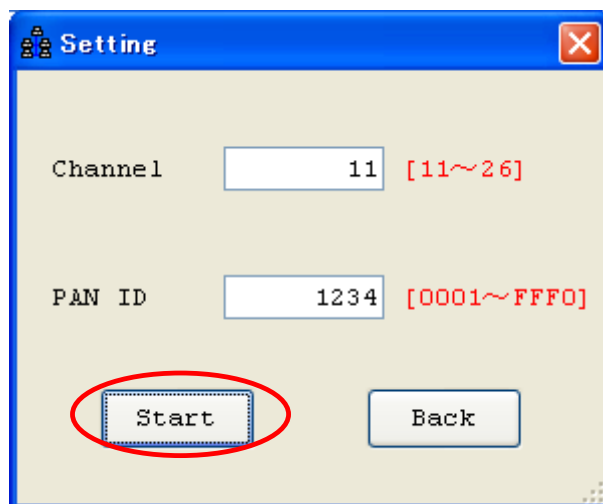 Setting
Channel 11 [11～26]
PAN ID 1234 [0001～FFF0]
Start Back